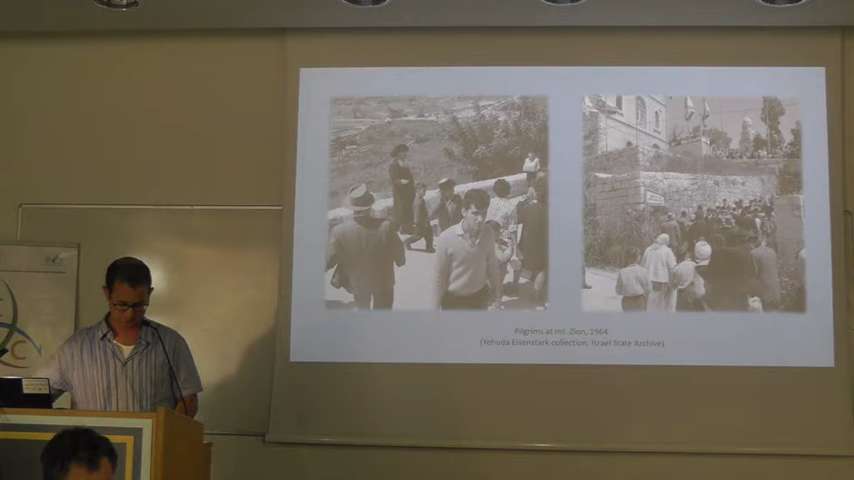 Pilgrims at mt. Zion, 1964
(Yehuda Eisenstark collection, Israel State Archive)